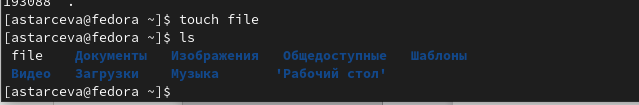 193088  .
[astarceva@fedora ~]$ touch file
[astarceva@fedora ~]$ ls
file Документы Изображения Общедоступные Шаблоны
Видео Загрузки Музыка 'Рабочий стол'
[astarceva@fedora ~]$